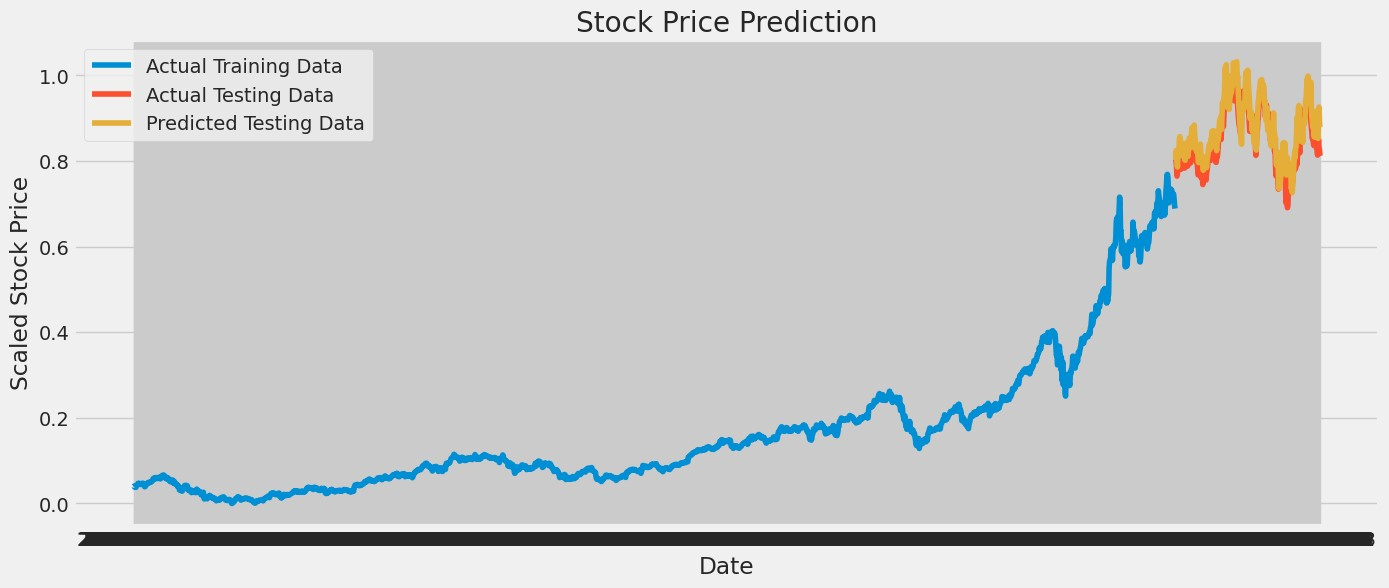 Stock Price Prediction
Actual Training Data
Actual Testing Data
Predicted Testing Data
1.0
0.8
0.6
0.4
0.2
0.0
Scaled Stock Price
Date